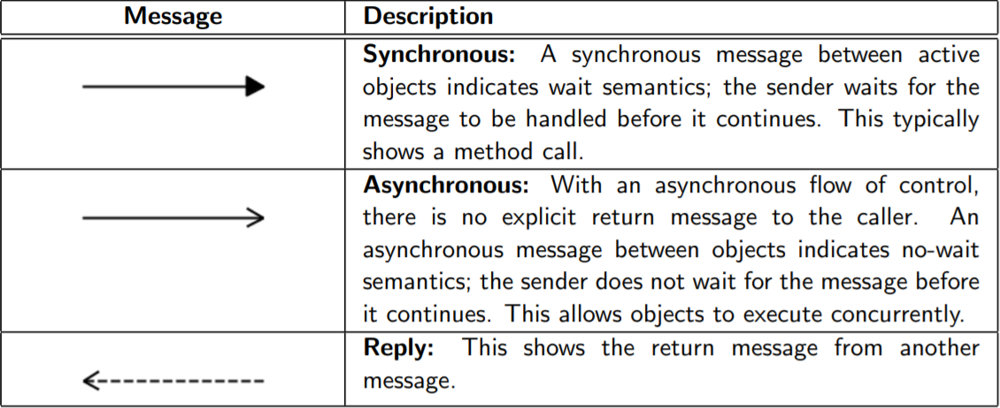 Message Description
Synchronous: A synchronous message between active
objects indicates wait semantics; the sender waits for the
message to be handled before it continues. This typically
shows a method call.
Asynchronous: With an asynchronous flow of control,
there is no explicit return message to the caller. An
asynchronous message between objects indicates no-wait
semantics; the sender does not wait for the message before
it continues. This allows objects to execute concurrently.
Reply: This shows the return message from another
message.